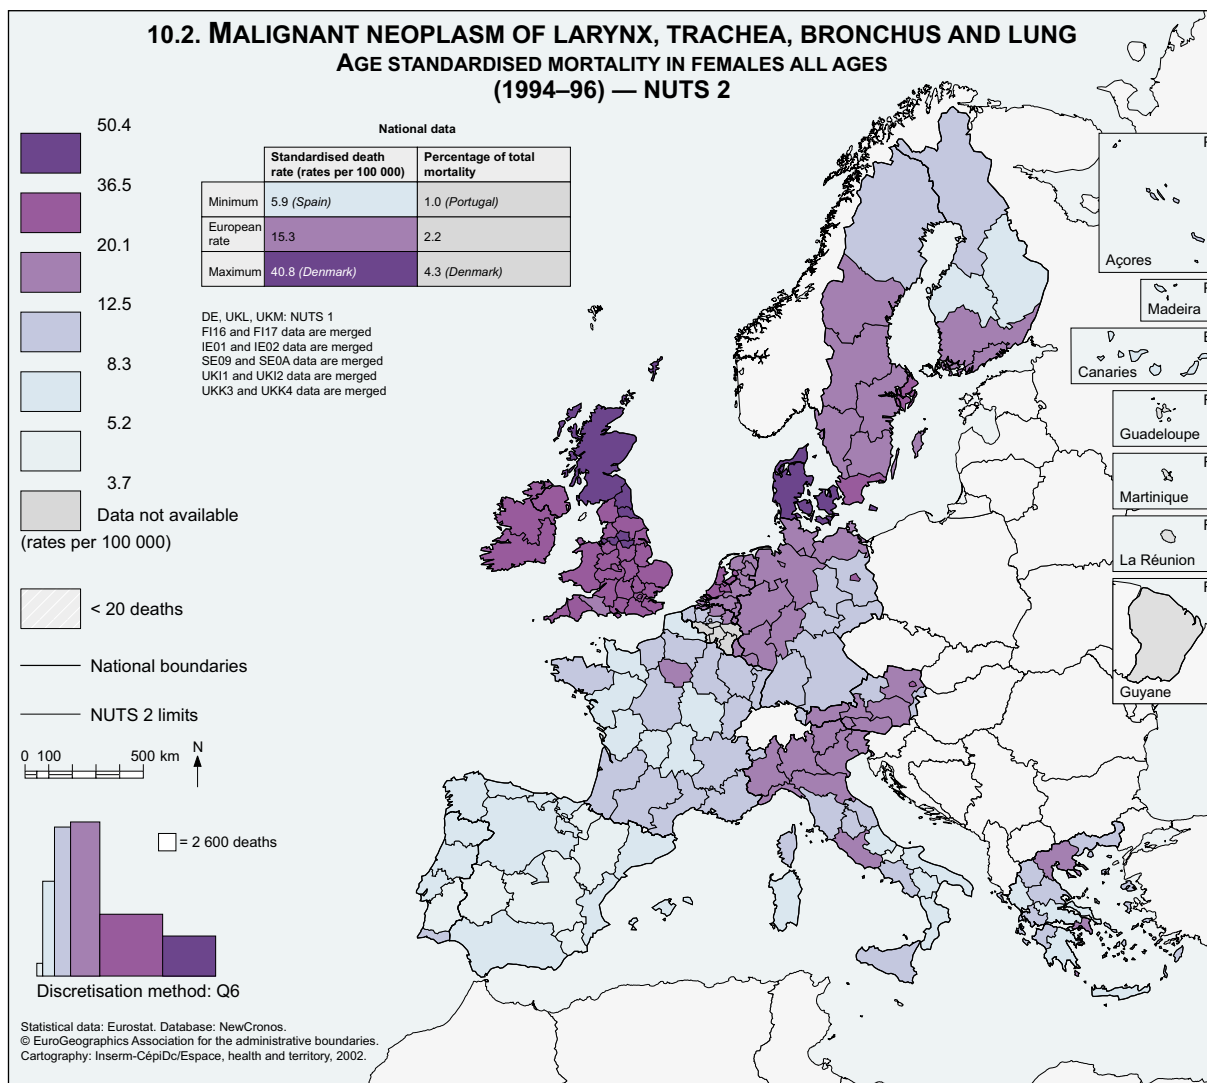 10.2. MALIGNANT NEOPLASM OF LARYNX, TRACHEA, BRONCHUS AND LUNG
AGE STANDARDISED MORTALITY IN FEMALES ALL AGES
(1994–96) — NUTS 2
50.4
36.5
20.1
12.5
8.3
5.2
3.7
Data not available
(rates per 100 000)
< 20 deaths
National boundaries
NUTS 2 limits
0 100 500 km
N
National data
Standardised death rate (rates per 100 000)
Percentage of total mortality
Minimum 5.9 (Spain) 1.0 (Portugal)
European rate 15.3 2.2
Maximum 40.8 (Denmark) 4.3 (Denmark)
DE, UKL, UKM: NUTS 1
FI16 and FI17 data are merged
IE01 and IE02 data are merged
SE09 and SE0A data are merged
UKI1 and UKI2 data are merged
UKK3 and UKK4 data are merged
Açores
Madeira
Canaries
Guadeloupe
Martinique
La Réunion
Guyane
= 2 600 deaths
Discretisation method: Q6
Statistical data: Eurostat. Database: NewCronos.
© EuroGeographics Association for the administrative boundaries.
Cartography: Inserm-CépiDc/Espace, health and territory, 2002.